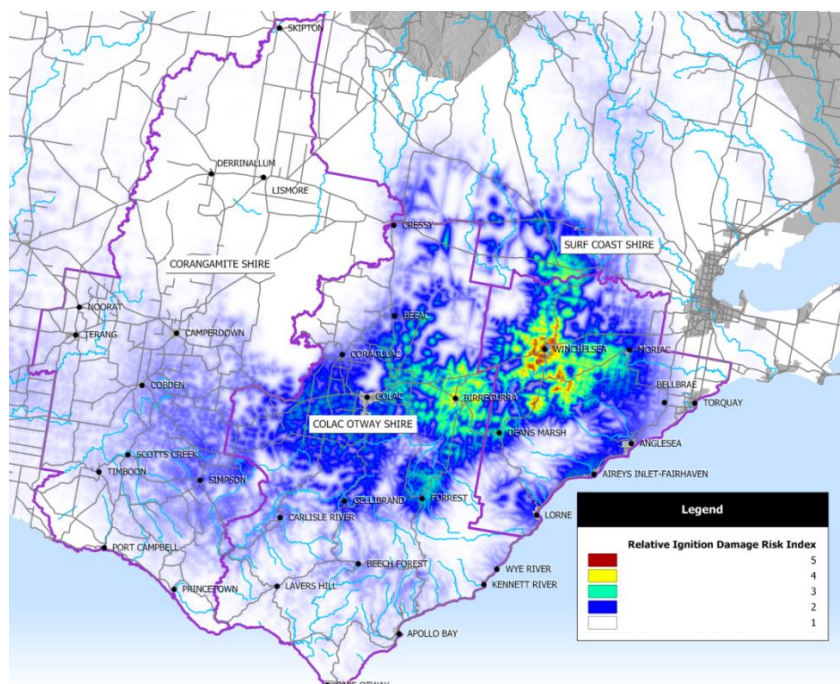 SKIPTON
DERRINALLUM
LISMORE
CRESSY
SURF COAST SHIRE
CORANGAMITE SHIRE
NOORAT
BEEAC
TERANG
CAMPERDOWN
CORAGULAC
WINCHELSEA
MORIAC
COBDEN
COLAC
BIRREGURRA
BELLBRAE
TORQUAY
COLAC OTWAY SHIRE
DEANS MARSH
ANGLESEA
SCOTTS CREEK
TIMBOON
SIMPSON
AIREYS INLET-FAIRHAVEN
GELLIBRAND
FORREST
CARLISLE RIVER
LORNE
PORT CAMPBELL
BEECH FOREST
WYE RIVER
KENNETT RIVER
PRINCETOWN
LAVERS HILL
APOLLO BAY
CAPE OTWAY
Legend
Relative Ignition Damage Risk Index
5
4
3
2
1